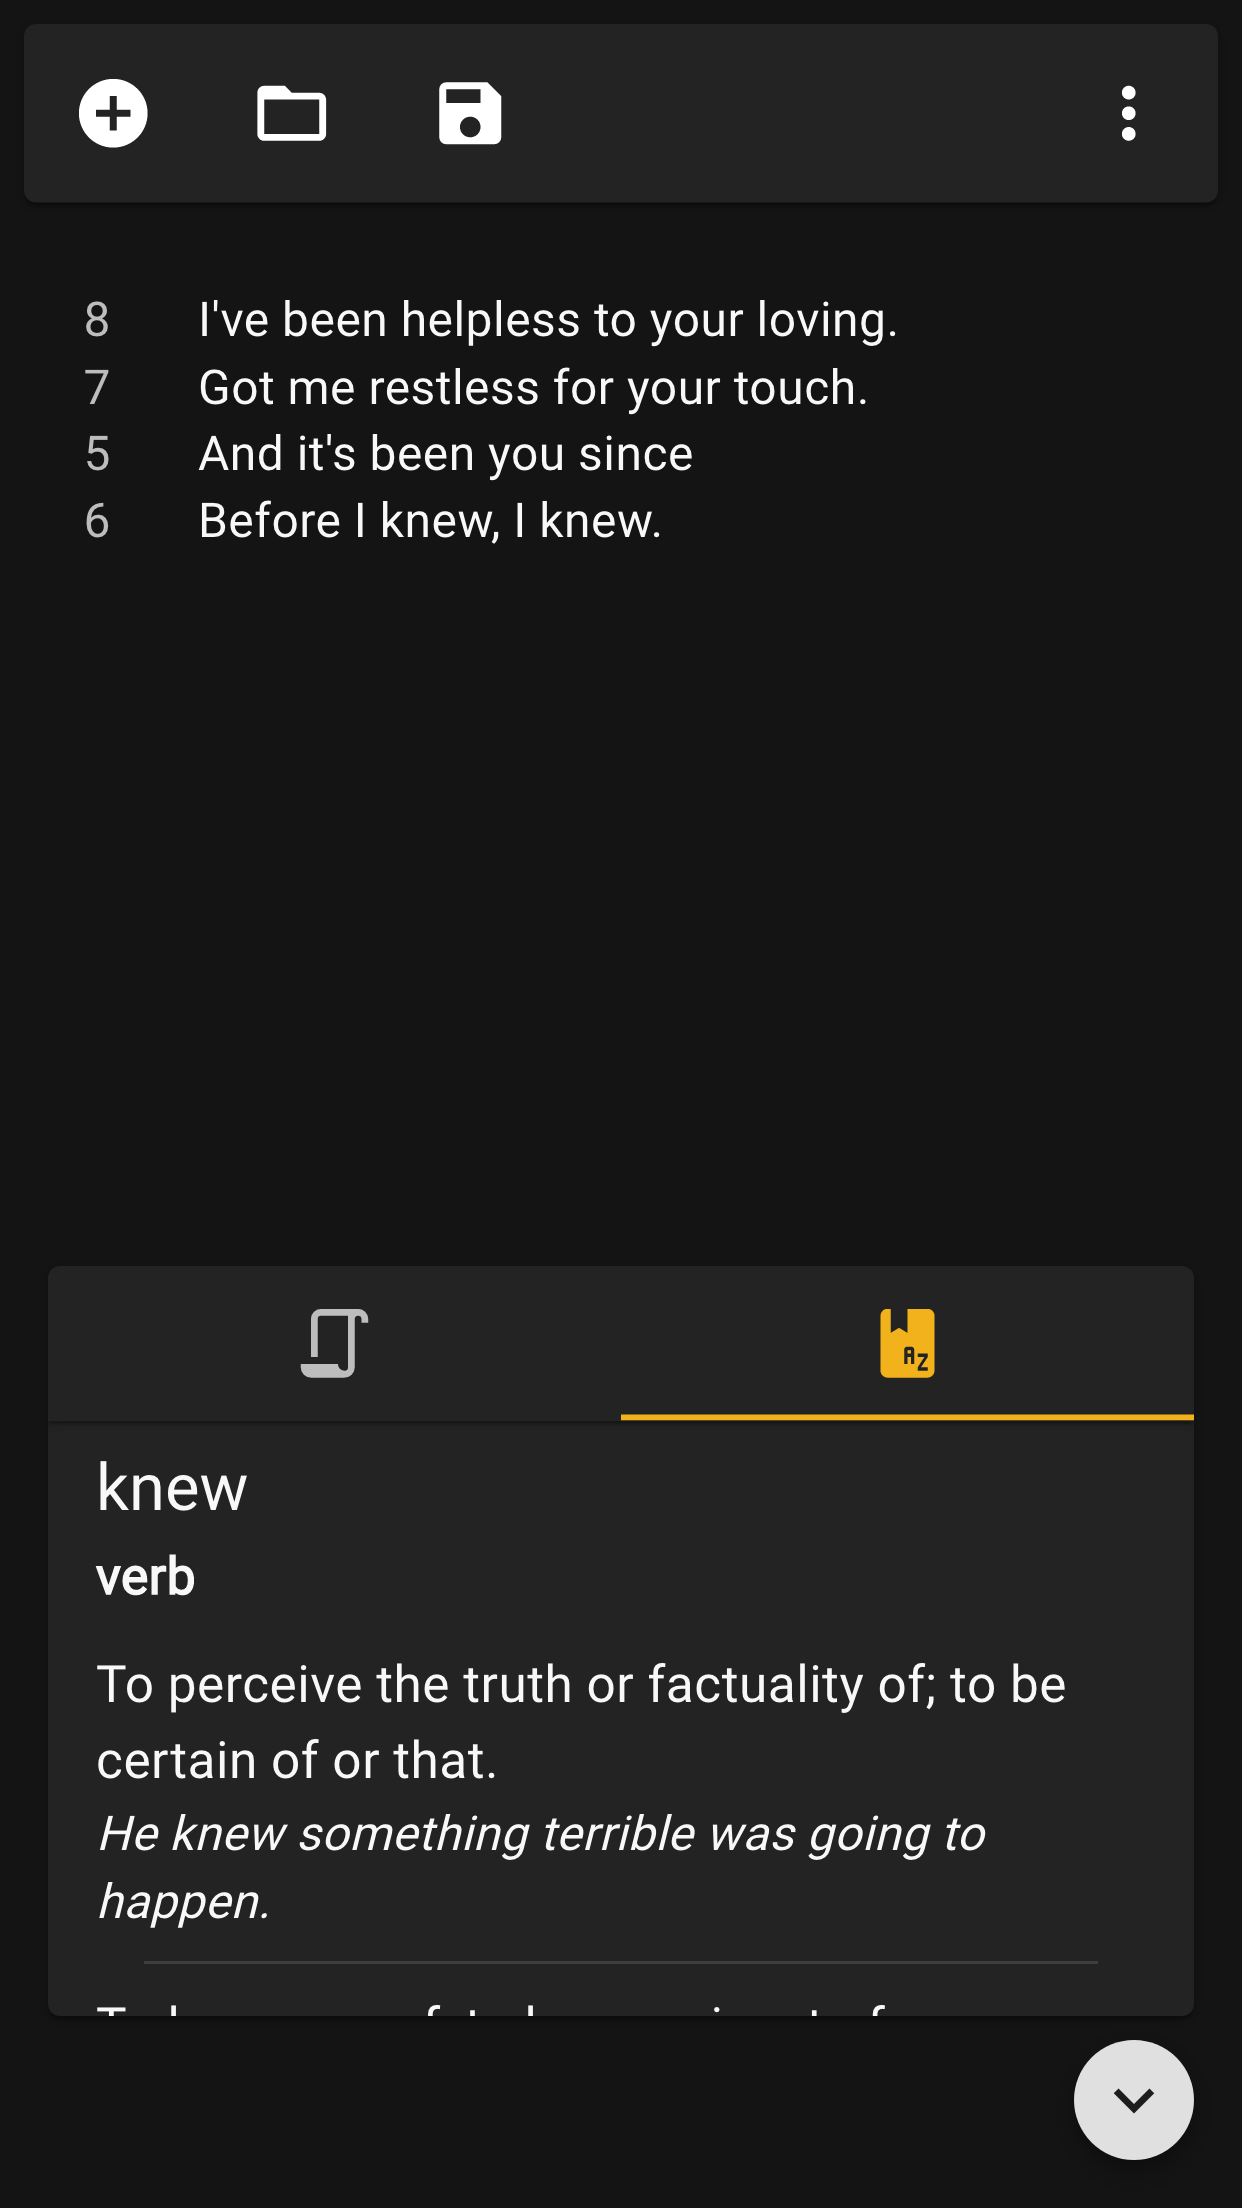 8 I've been helpless to your loving.
7 Got me restless for your touch.
5 And it's been you since
6 Before I knew, I knew.
AZ
knew
verb
To perceive the truth or factuality of; to be
certain of or that.
He knew something terrible was going to
happen.